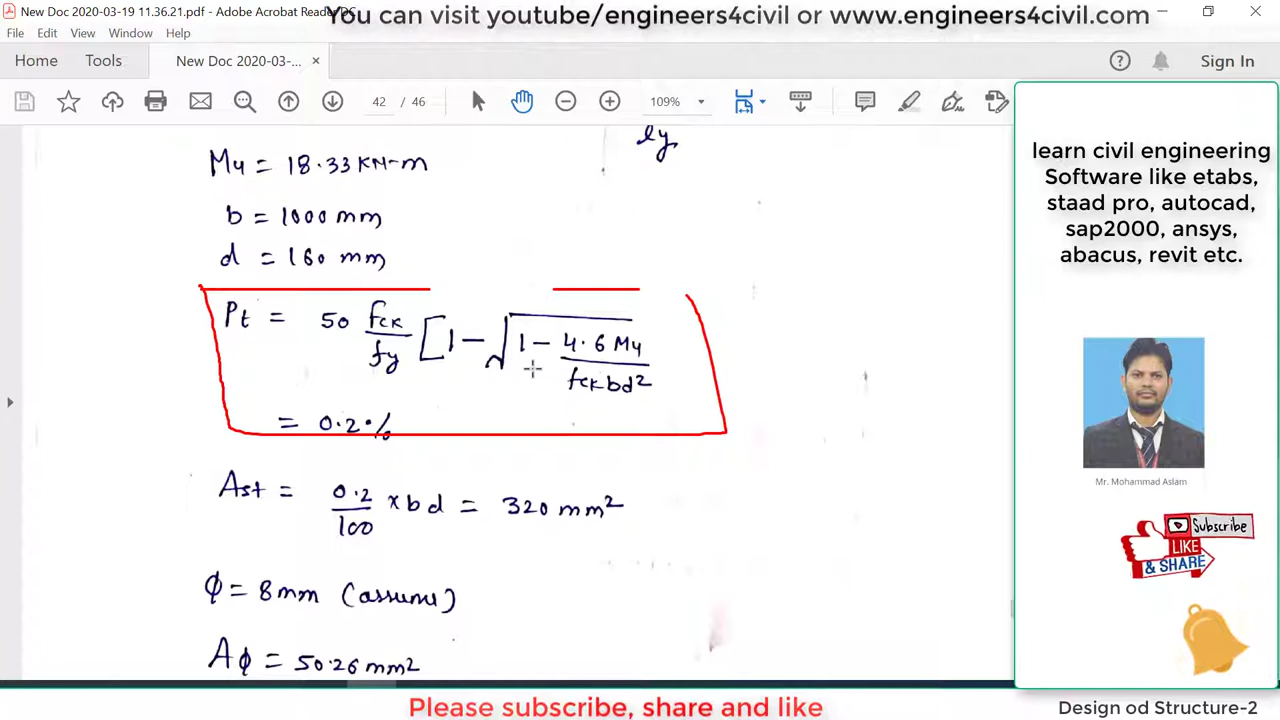 New Doc 2020-03-19 11.36.21.pdf - Adobe Acrobat Reader DC
You can visit youtube/engineers4civil or www.engineers4civil.com
File Edit View Window Help
Home Tools New Doc 2020-03-... × Sign In
42 / 46 109%
ly
Mu = 18.33 KN-m
b = 1000 mm
d = 160 mm
Pt = 50 fck/fy [1 - √1 - 4.6 Mu/fck bd²
= 0.2%
Ast = 0.2/100 × bd = 320 mm²
ϕ = 8mm (assume)
Aϕ = 50.26 mm²
learn civil engineering
Software like etabs,
staad pro, autocad,
sap2000, ansys,
abacus, revit etc.
Mr. Mohammad Aslam
Subscribe
LIKE
& SHARE
Please subscribe, share and like
Design od Structure-2